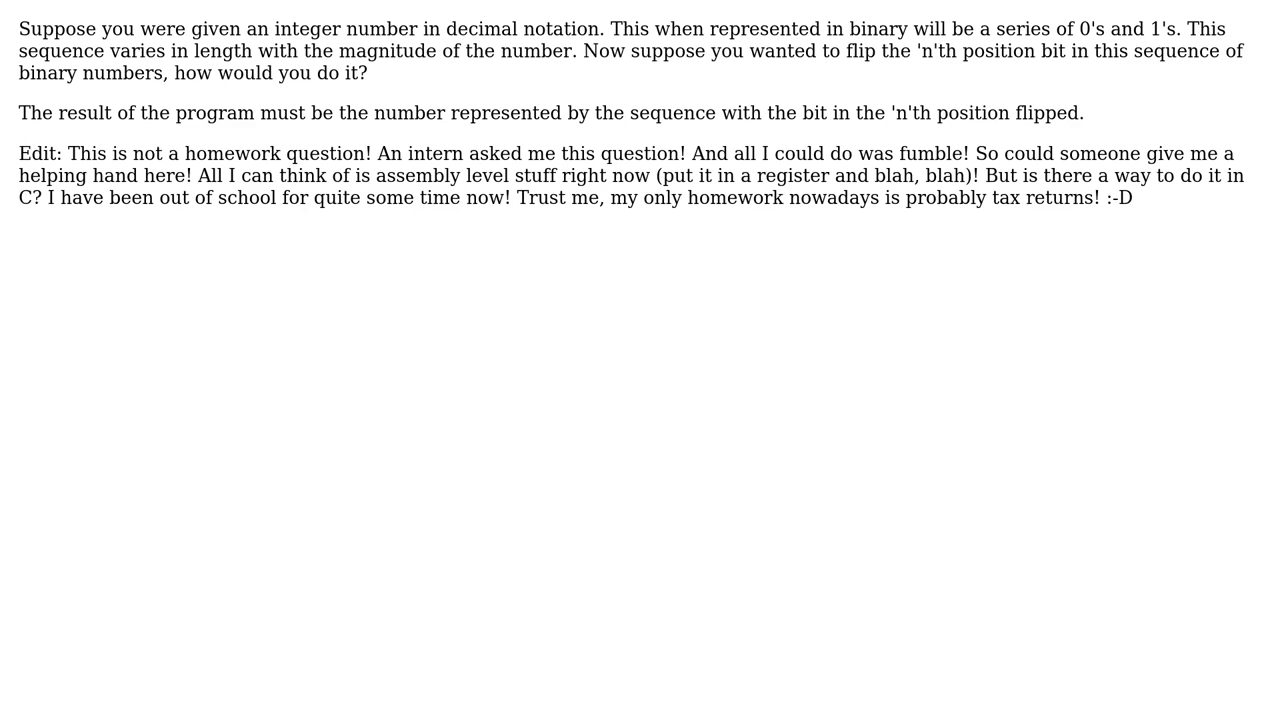 Suppose you were given an integer number in decimal notation. This when represented in binary will be a series of 0's and 1's. This
sequence varies in length with the magnitude of the number. Now suppose you wanted to flip the 'n'th position bit in this sequence of
binary numbers, how would you do it?
The result of the program must be the number represented by the sequence with the bit in the 'n'th position flipped.
Edit: This is not a homework question! An intern asked me this question! And all I could do was fumble! So could someone give me a
helping hand here! All I can think of is assembly level stuff right now (put it in a register and blah, blah)! But is there a way to do it in
C? I have been out of school for quite some time now! Trust me, my only homework nowadays is probably tax returns! :-D